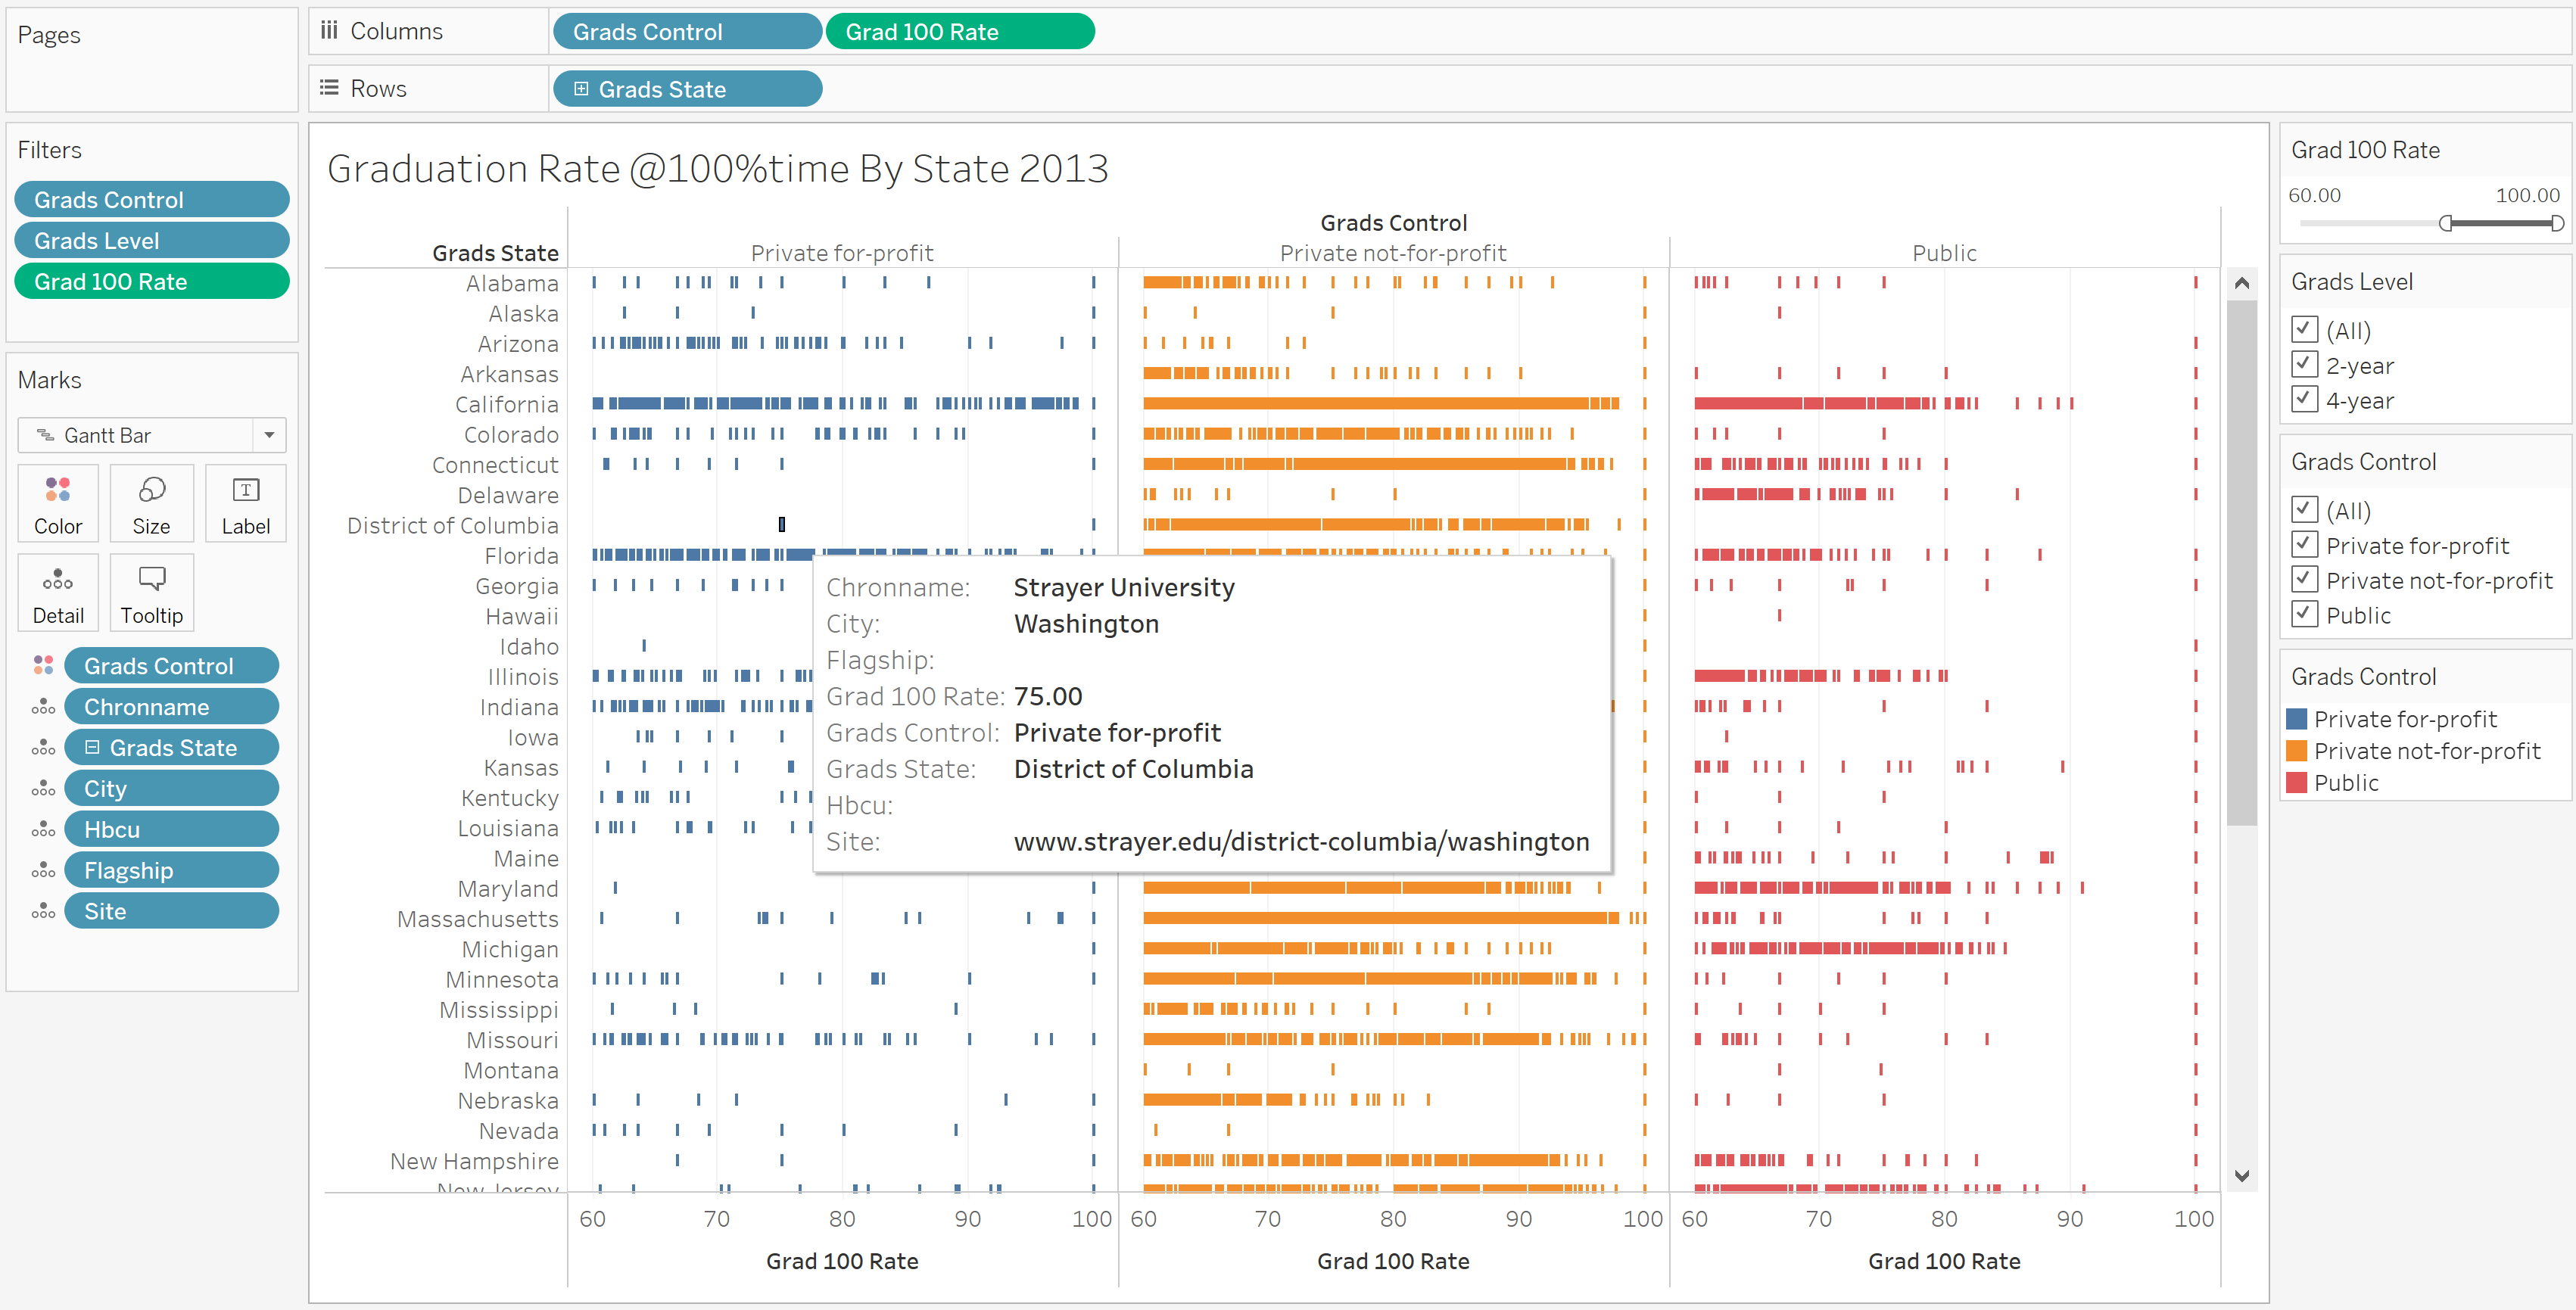 Pages
Columns
Grads Control
Grad 100 Rate
Rows
Grads State
Filters
Grads Control
Grads Level
Grad 100 Rate
Marks
Gantt Bar
Color
Size
Label
Detail
Tooltip
Grads Control
Chronname
Grads State
City
Hbcu
Flagship
Site
Graduation Rate @100%time By State 2013
Grads Control
Grads State
Private for-profit
Private not-for-profit
Public
Alabama
Alaska
Arizona
Arkansas
California
Colorado
Connecticut
Delaware
District of Columbia
Florida
Georgia
Hawaii
Idaho
Illinois
Indiana
Iowa
Kansas
Kentucky
Louisiana
Maine
Maryland
Massachusetts
Michigan
Minnesota
Mississippi
Missouri
Montana
Nebraska
Nevada
New Hampshire
New Jersey
Chronname: Strayer University
City: Washington
Flagship:
Grad 100 Rate: 75.00
Grads Control: Private for-profit
Grads State: District of Columbia
Hbcu:
Site: www.strayer.edu/district-columbia/washington
60 70 80 90 100 60 70 80 90 100 60 70 80 90 100
Grad 100 Rate
Grad 100 Rate
Grad 100 Rate
Grad 100 Rate
60.00 100.00
Grads Level
(All)
2-year
4-year
Grads Control
(All)
Private for-profit
Private not-for-profit
Public
Grads Control
Private for-profit
Private not-for-profit
Public